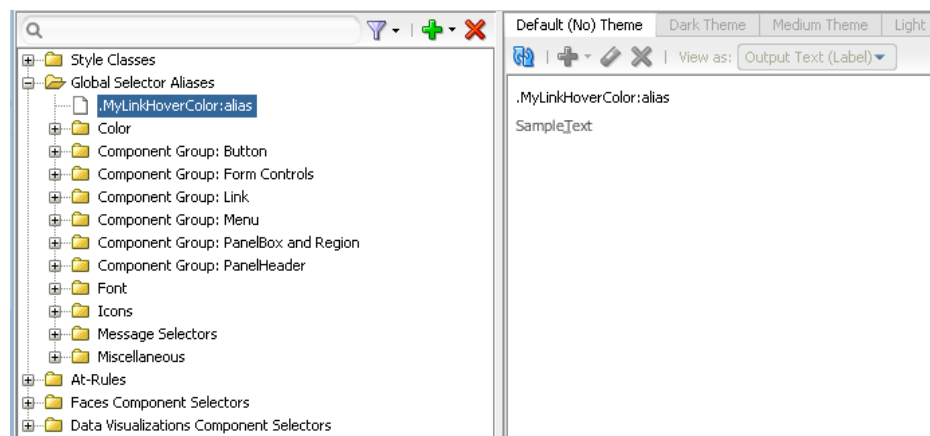 Style Classes
Global Selector Aliases
.MyLinkHoverColor:alias
Color
Component Group: Button
Component Group: Form Controls
Component Group: Link
Component Group: Menu
Component Group: PanelBox and Region
Component Group: PanelHeader
Font
Icons
Message Selectors
Miscellaneous
At-Rules
Faces Component Selectors
Data Visualizations Component Selectors
Default (No) Theme Dark Theme Medium Theme Light
View as: Output Text (Label)
.MyLinkHoverColor:alias
SampleText